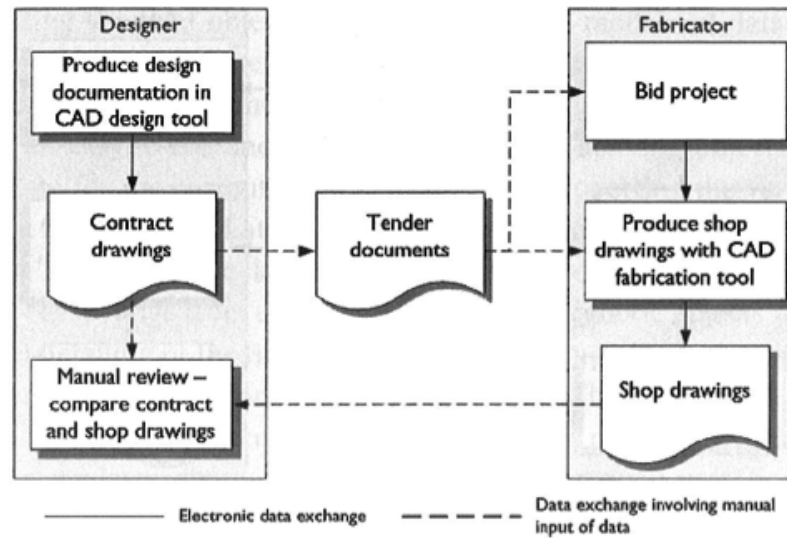 Designer
Fabricator
Produce design
documentation in
CAD design tool
Bid project
Contract
drawings
Tender
documents
Produce shop
drawings with CAD
fabrication tool
Manual review –
compare contract
and shop drawings
Shop drawings
Electronic data exchange
Data exchange involving manual
input of data